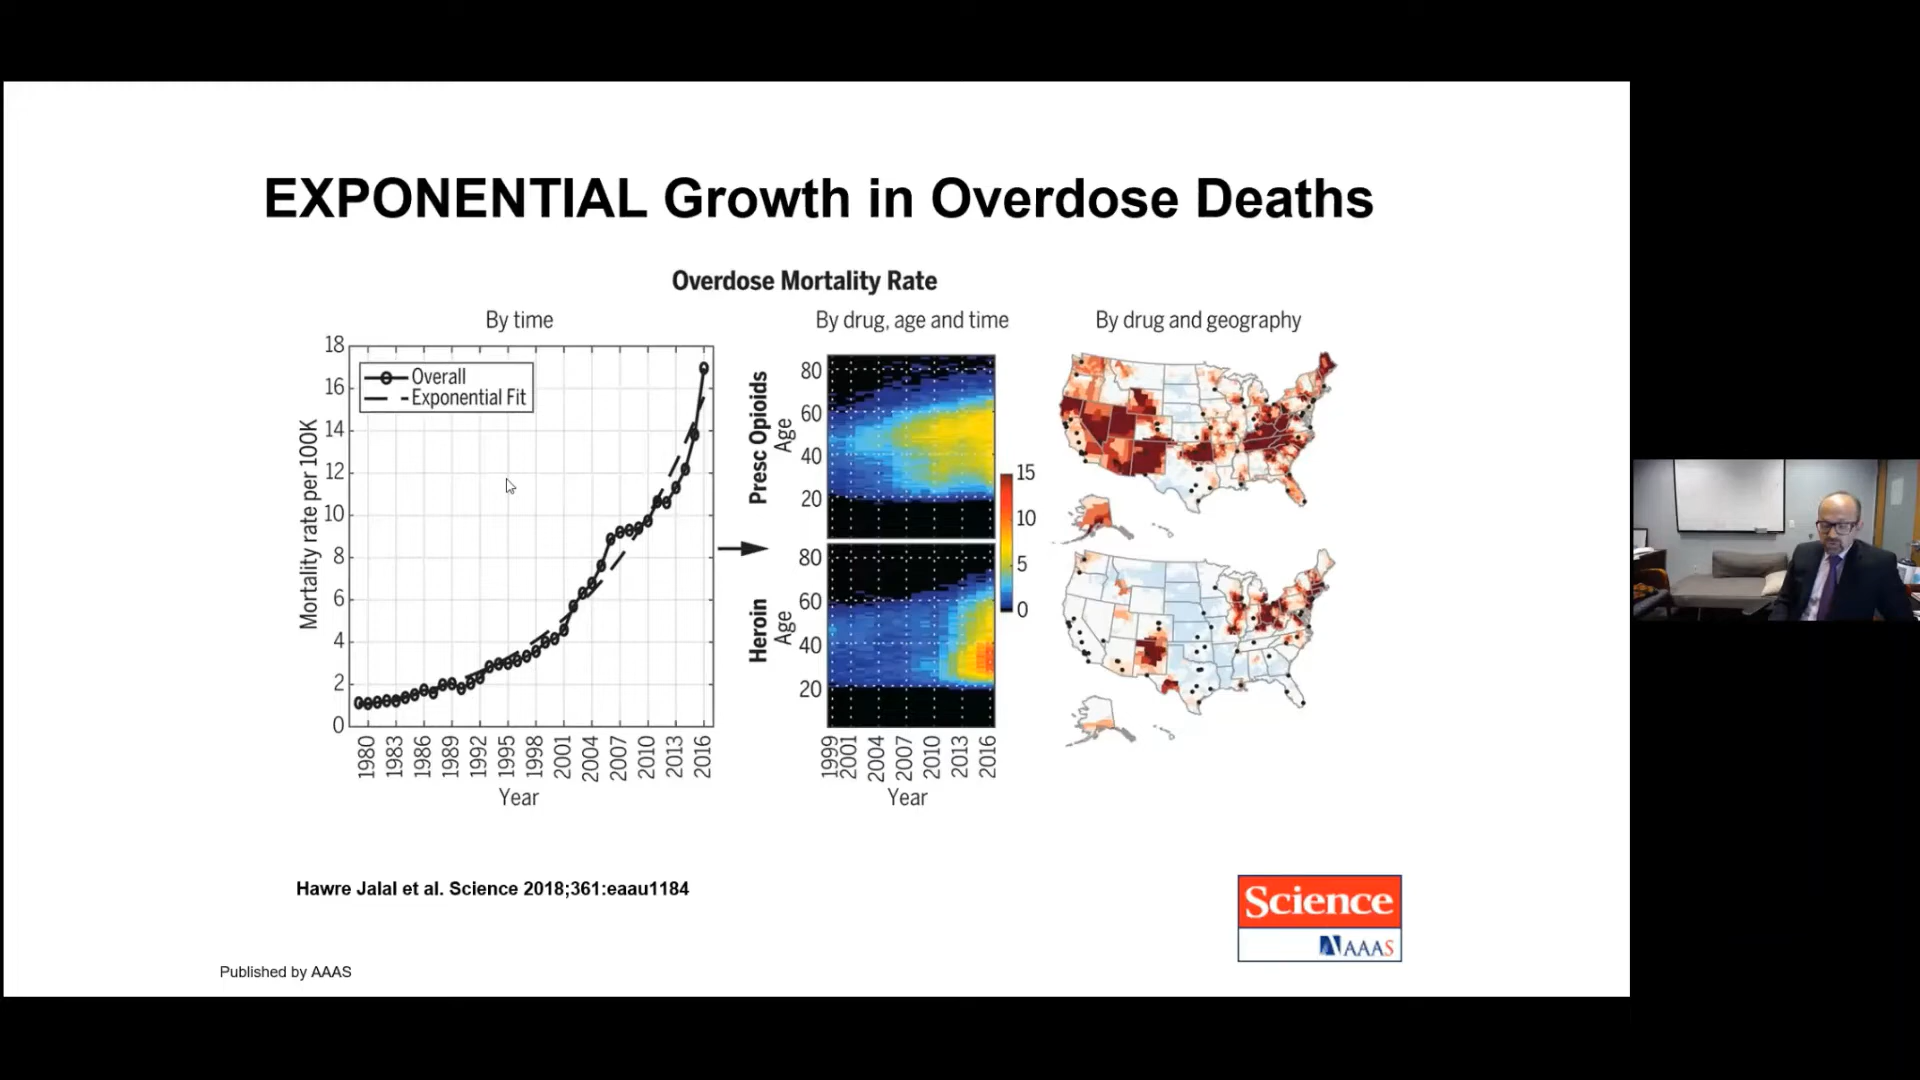 EXPONENTIAL Growth in Overdose Deaths
Overdose Mortality Rate
By time
By drug, age and time
By drug and geography
Overall
Exponential Fit
Mortality rate per 100K
18
16
14
12
10
8
6
4
2
0
1980
1983
1986
1989
1992
1995
1998
2001
2004
2007
2010
2013
2016
Year
Presc Opioids
Age
80
60
40
20
Heroin
Age
80
60
40
20
1999
2001
2004
2007
2010
2013
2016
Year
15
10
5
0
Hawre Jalal et al. Science 2018;361:eaau1184
Science
AAAS
Published by AAAS